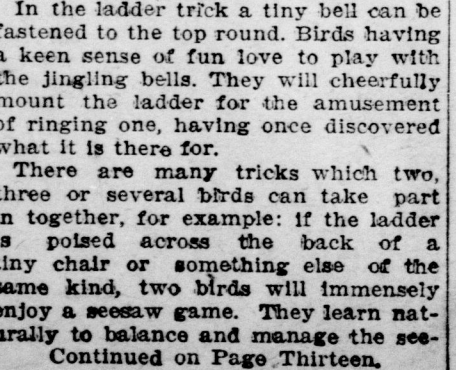 In the ladder trick a tiny bell can be
fastened to the top round. Birds having
a keen sense of fun love to play with
the jingling bells. They will cheerfully
mount the ladder for the amusement
of ringing one, having once discovered
what it is there for.
There are many tricks which two,
three or several birds can take part
in together, for example: if the ladder
is poised across the back of a
tiny chair or something else of the
same kind, two birds will immensely
enjoy a seesaw game. They learn nat-
urally to balance and manage the see-
Continued on Page Thirteen.